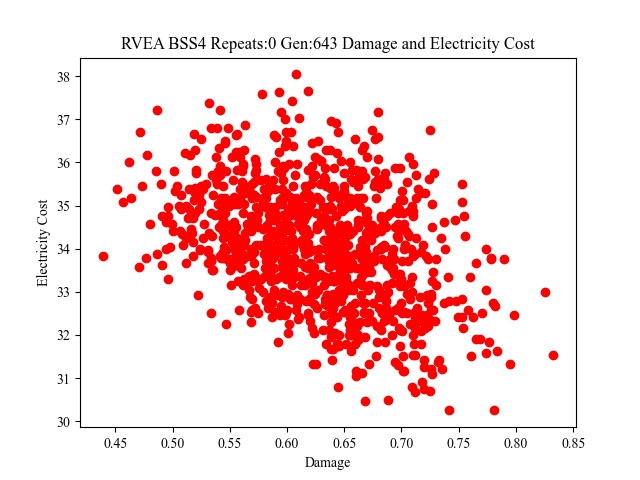 RVEA BSS4 Repeats:0 Gen:643 Damage and Electricity Cost
38
37
36
35
34
33
32
31
30
Electricity Cost
0.45 0.50 0.55 0.60 0.65 0.70 0.75 0.80 0.85
Damage